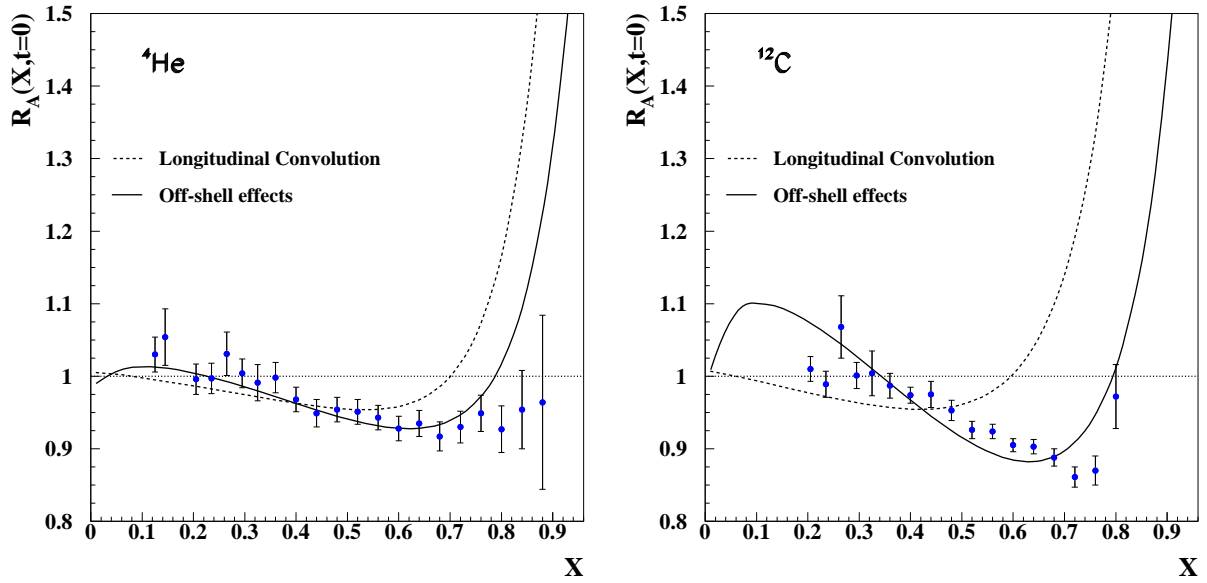 R_A(X,t=0)
1.5
1.4
1.3
1.2
1.1
1
0.9
0.8
⁴He
Longitudinal Convolution
Off-shell effects
0 0.1 0.2 0.3 0.4 0.5 0.6 0.7 0.8 0.9
X
R_A(X,t=0)
1.5
1.4
1.3
1.2
1.1
1
0.9
0.8
¹²C
Longitudinal Convolution
Off-shell effects
0 0.1 0.2 0.3 0.4 0.5 0.6 0.7 0.8 0.9
X